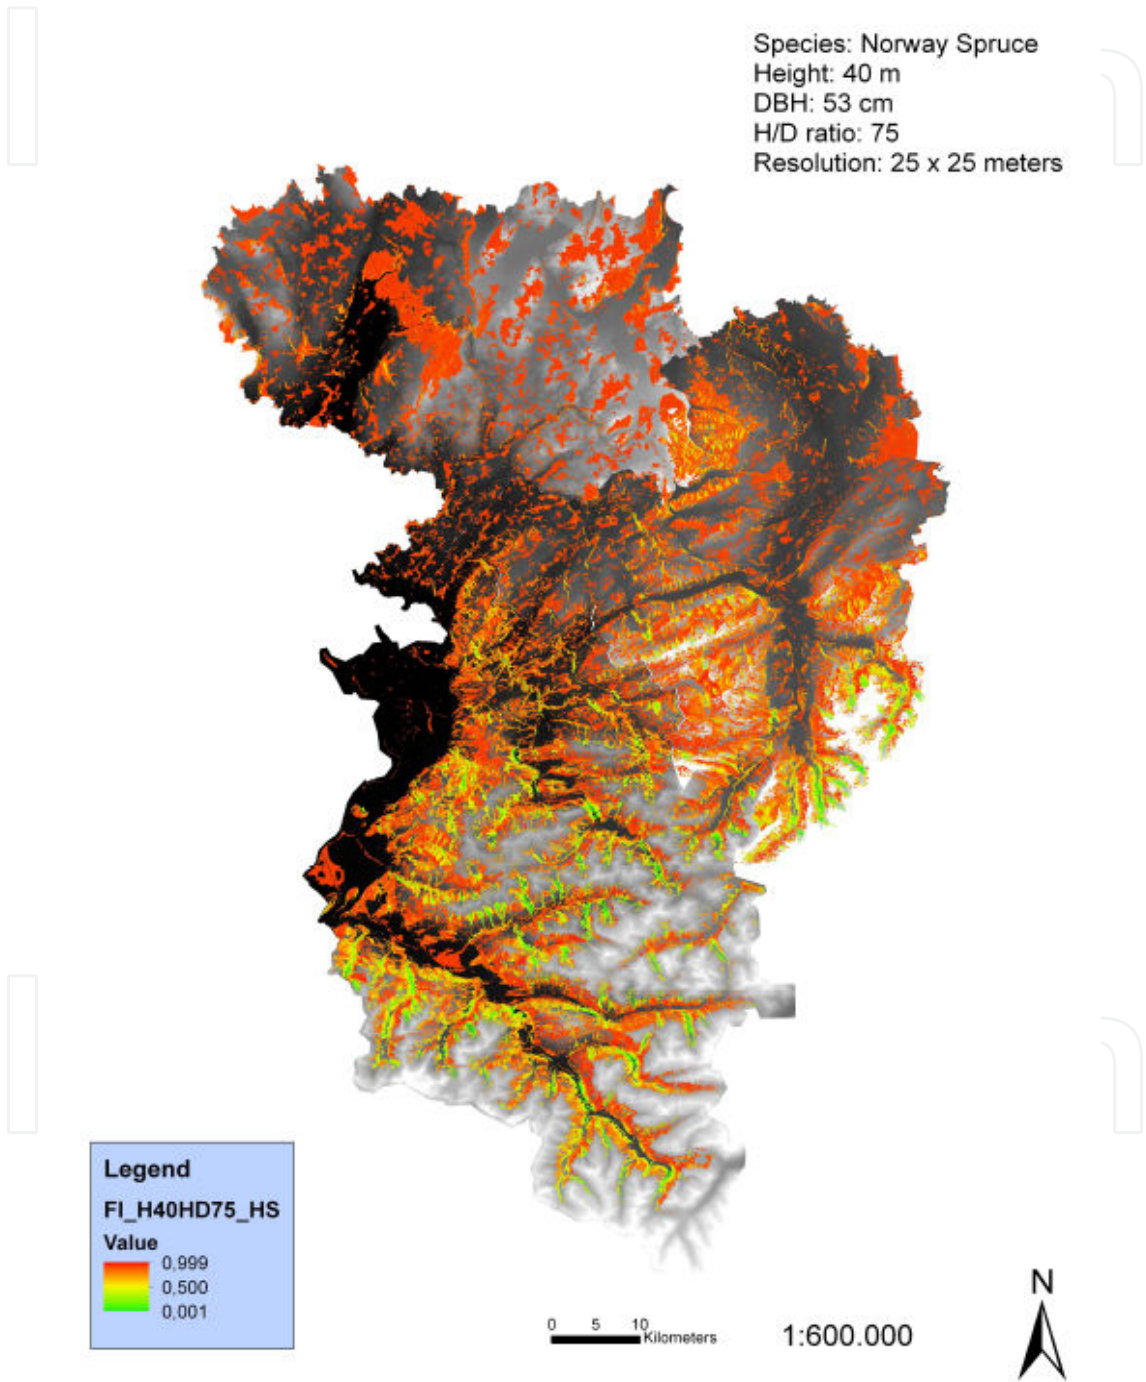 Species: Norway Spruce
Height: 40 m
DBH: 53 cm
H/D ratio: 75
Resolution: 25 x 25 meters
Legend
FI_H40HD75_HS
Value
0,999
0,500
0,001
0 5 10
Kilometers
1:600.000
N